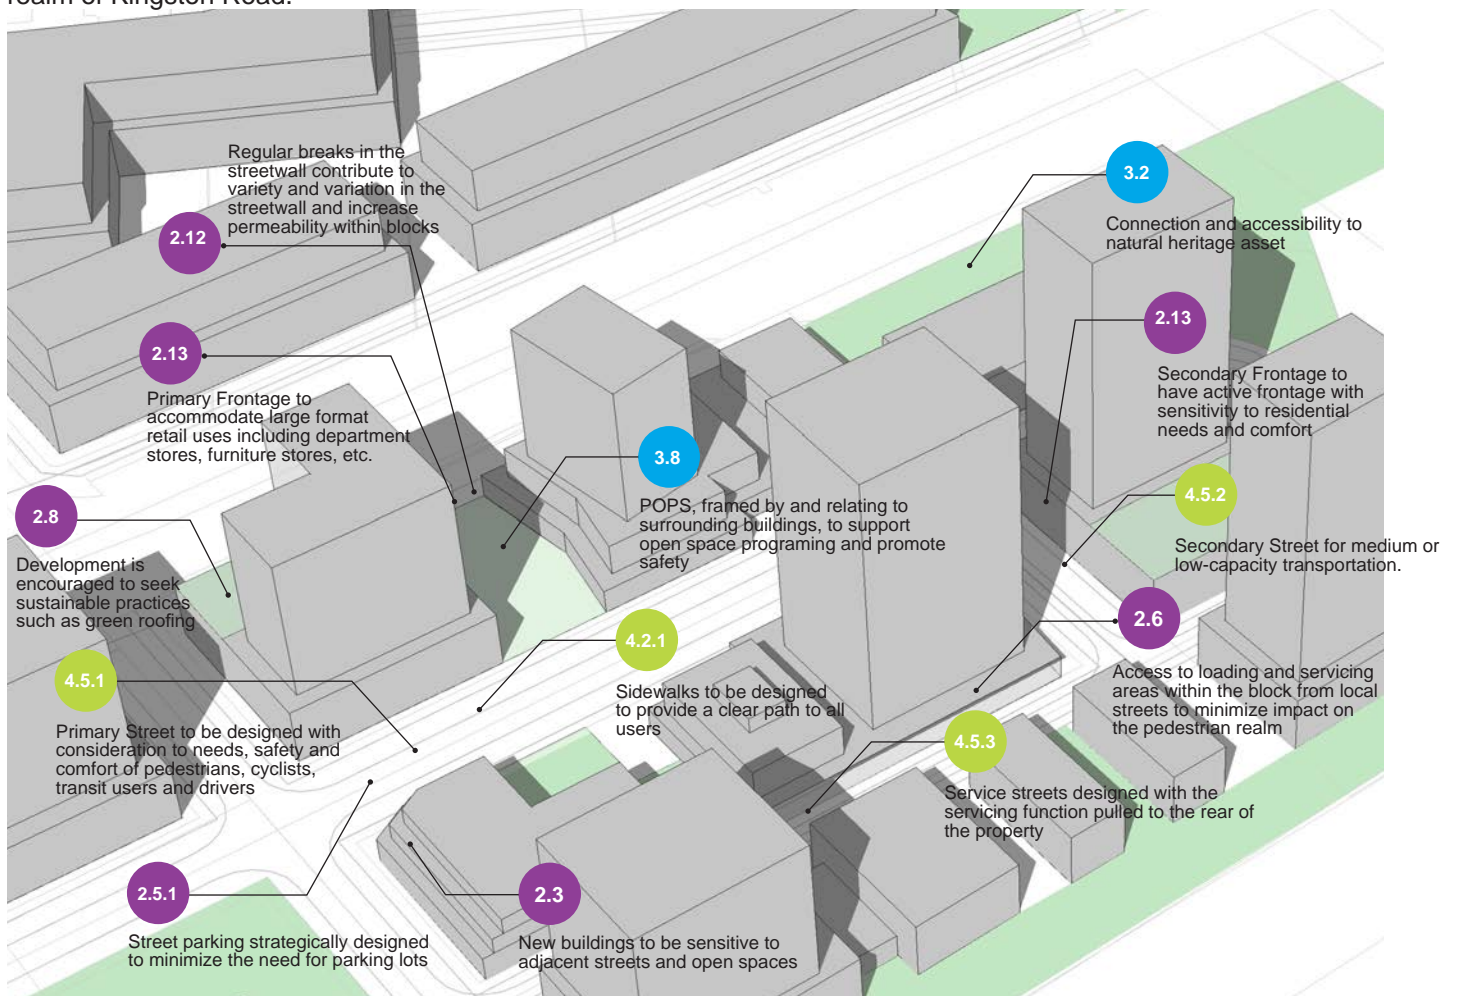 realm of Kingston Road.
Regular breaks in the
streetwall contribute to
variety and variation in the
streetwall and increase
permeability within blocks
2.12
3.2
Connection and accessibility to
natural heritage asset
2.13
Primary Frontage to
accommodate large format
retail uses including department
stores, furniture stores, etc.
2.13
Secondary Frontage to
have active frontage with
sensitivity to residential
needs and comfort
3.8
POPS, framed by and relating to
surrounding buildings, to support
open space programing and promote
safety
2.8
Development is
encouraged to seek
sustainable practices
such as green roofing
4.5.2
Secondary Street for medium or
low-capacity transportation.
4.2.1
Sidewalks to be designed
to provide a clear path to all
users
2.6
Access to loading and servicing
areas within the block from local
streets to minimize impact on
the pedestrian realm
4.5.1
Primary Street to be designed with
consideration to needs, safety and
comfort of pedestrians, cyclists,
transit users and drivers
4.5.3
Service streets designed with the
servicing function pulled to the rear of
the property
2.5.1
Street parking strategically designed
to minimize the need for parking lots
2.3
New buildings to be sensitive to
adjacent streets and open spaces